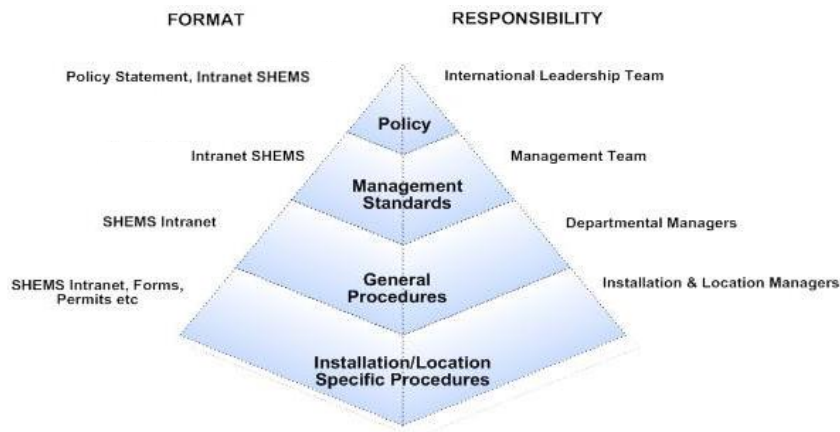 FORMAT
RESPONSIBILITY
Policy Statement, Intranet SHEMS
International Leadership Team
Policy
Intranet SHEMS
Management Team
Management
Standards
SHEMS Intranet
Departmental Managers
General
Procedures
SHEMS Intranet, Forms,
Permits etc
Installation & Location Managers
Installation/Location
Specific Procedures